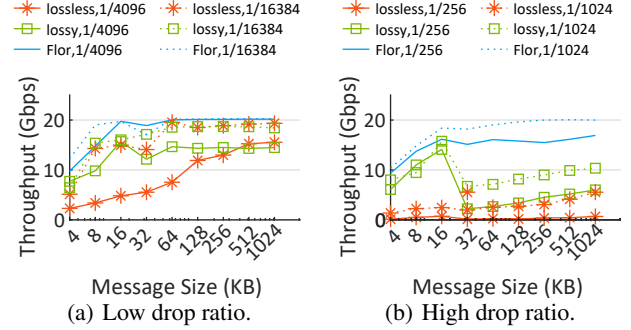 lossless,1/4096 lossless,1/16384
lossy,1/4096 lossy,1/16384
Flor,1/4096 Flor,1/16384
Throughput (Gbps)
20
10
0
4 8 16 32 64 128 256 512 1024
Message Size (KB)
(a) Low drop ratio.
lossless,1/256 lossless,1/1024
lossy,1/256 lossy,1/1024
Flor,1/256 Flor,1/1024
Throughput (Gbps)
20
10
0
4 8 16 32 64 128 256 512 1024
Message Size (KB)
(b) High drop ratio.